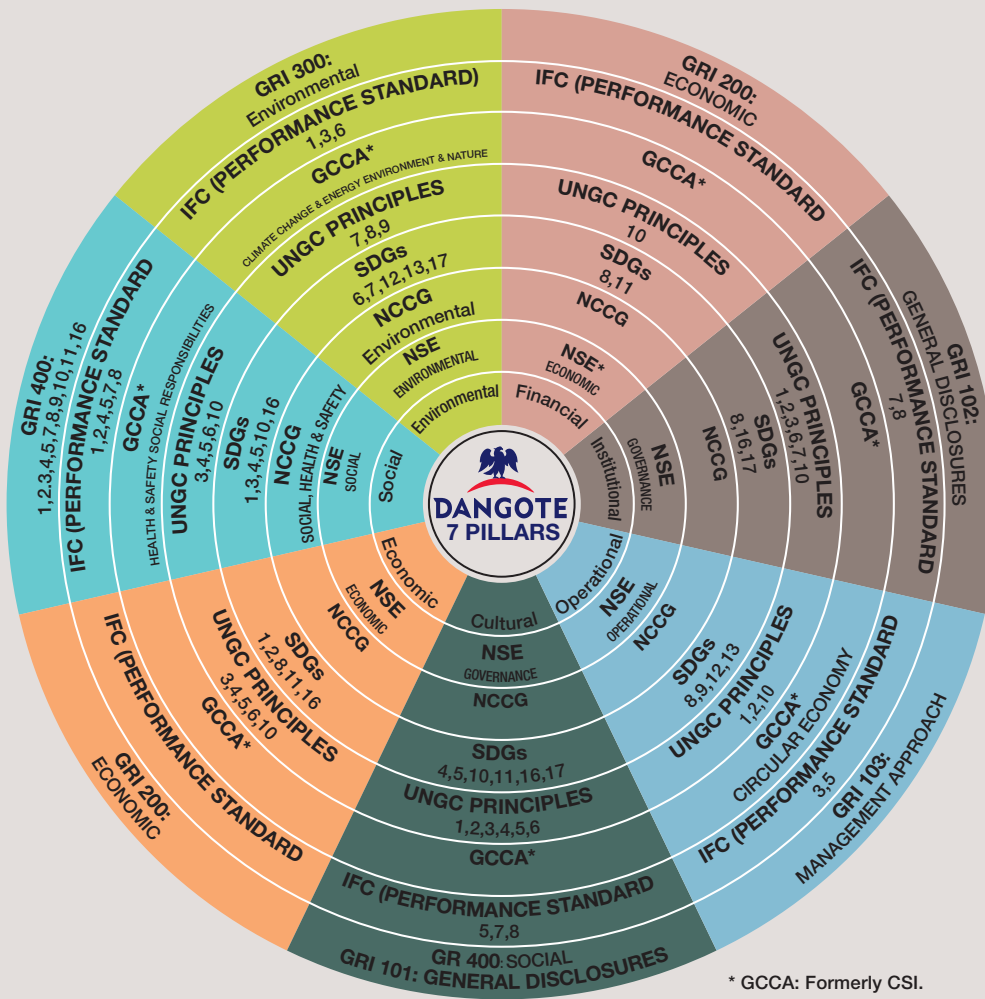 GRI 300:
Environmental
IFC (PERFORMANCE STANDARD)
1,3,6
GCCA*
CLIMATE CHANGE & ENERGY ENVIRONMENT & NATURE
UNGC PRINCIPLES
7,8,9
SDGs
6,7,12,13,17
NCCG
Environmental
NSE
ENVIRONMENTAL
Environmental
GRI 200:
ECONOMIC
IFC (PERFORMANCE STANDARD
GCCA*
UNGC PRINCIPLES
10
SDGs
8,11
NCCG
NSE*
ECONOMIC
Financial
GRI 102:
GENERAL DISCLOSURES
IFC (PERFORMANCE STANDARD
7,8
GCCA*
UNGC PRINCIPLES
1,2,3,6,7,10
SDGs
8,16,17
NCCG
NSE
GOVERNANCE
Institutional
GRI 103:
MANAGEMENT APPROACH
IFC (PERFORMANCE STANDARD
3,5
GCCA*
CIRCULAR ECONOMY
UNGC PRINCIPLES
1,2,10
SDGs
8,9,12,13
NCCG
NSE
OPERATIONAL
Operational
Cultural
NSE
GOVERNANCE
NCCG
SDGs
4,5,10,11,16,17
UNGC PRINCIPLES
1,2,3,4,5,6
GCCA*
IFC (PERFORMANCE STANDARD
5,7,8
GR 400: SOCIAL
GRI 101: GENERAL DISCLOSURES
Economic
NSE
ECONOMIC
NCCG
SDGs
1,2,8,11,16
UNGC PRINCIPLES
3,4,5,6,10
GCCA*
IFC (PERFORMANCE STANDARD
GRI 200:
ECONOMIC
GRI 400:
1,2.3,4,5,7,8,9,10,11,16
IFC (PERFORMANCE STANDARD
1,2,4,5,7,8
GCCA*
HEALTH & SAFETY SOCIAL RESPONSIBILITIES
UNGC PRINCIPLES
3,4,5,6,10
SDGs
1,3,4,5,10,16
NCCG
SOCIAL, HEALTH & SAFETY
NSE
SOCIAL
Social
DANGOTE
7 PILLARS
* GCCA: Formerly CSI.